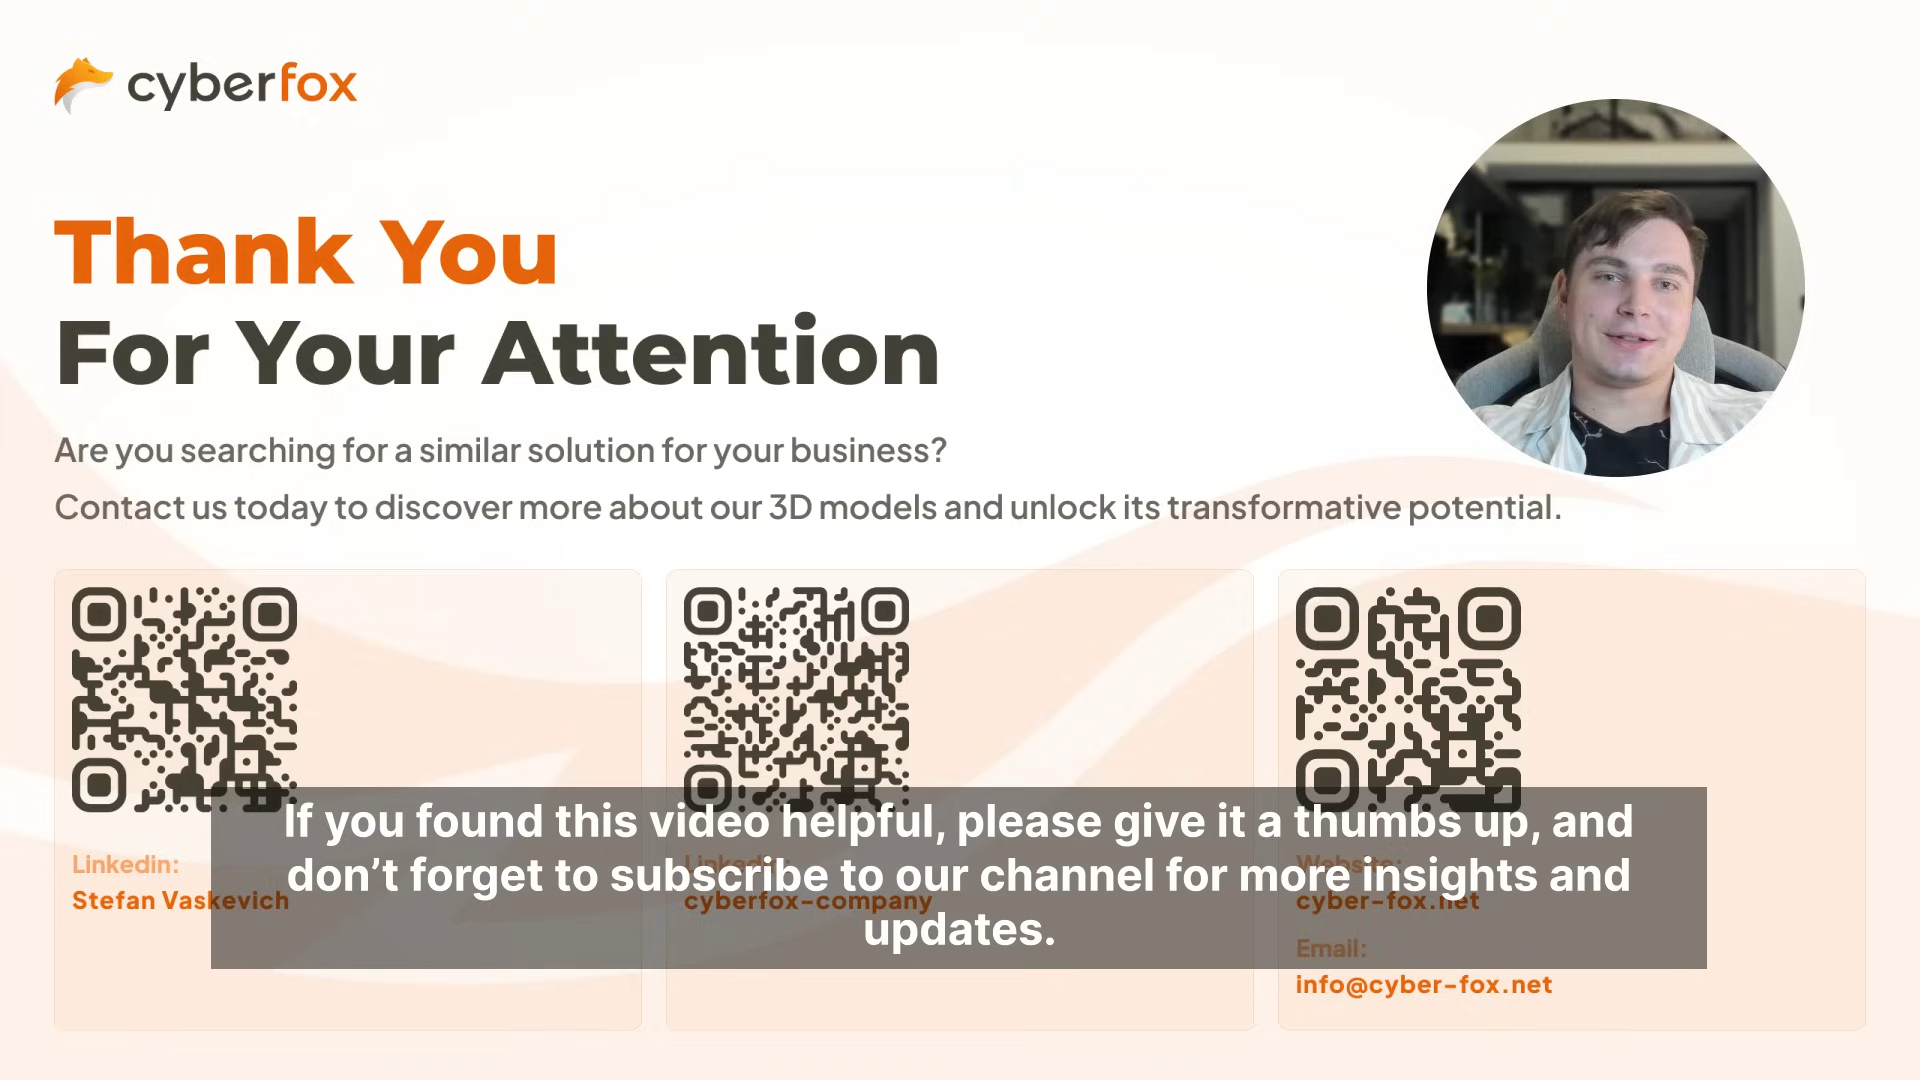 cyberfox
Thank You
For Your Attention
Are you searching for a similar solution for your business?
Contact us today to discover more about our 3D models and unlock its transformative potential.
Linkedin:
Stefan Vaskevich
Linkedin:
cyberfox-company
Website:
cyber-fox.net
Email:
info@cyber-fox.net
If you found this video helpful, please give it a thumbs up, and
don’t forget to subscribe to our channel for more insights and
updates.